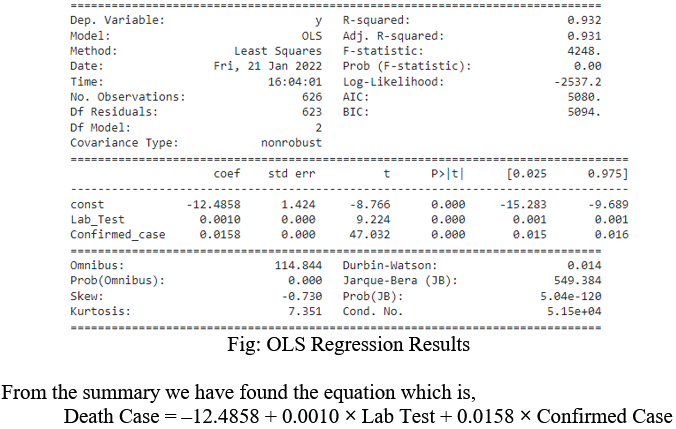 ==============================================================================
Dep. Variable: y R-squared: 0.932
Model: OLS Adj. R-squared: 0.931
Method: Least Squares F-statistic: 4248.
Date: Fri, 21 Jan 2022 Prob (F-statistic): 0.00
Time: 16:04:01 Log-Likelihood: -2537.2
No. Observations: 626 AIC: 5080.
Df Residuals: 623 BIC: 5094.
Df Model: 2
Covariance Type: nonrobust
==============================================================================
coef std err t P>|t| [0.025 0.975]
------------------------------------------------------------------------------
const -12.4858 1.424 -8.766 0.000 -15.283 -9.689
Lab_Test 0.0010 0.000 9.224 0.000 0.001 0.001
Confirmed_case 0.0158 0.000 47.032 0.000 0.015 0.016
==============================================================================
Omnibus: 114.844 Durbin-Watson: 0.014
Prob(Omnibus): 0.000 Jarque-Bera (JB): 549.384
Skew: -0.730 Prob(JB): 5.04e-120
Kurtosis: 7.351 Cond. No. 5.15e+04
==============================================================================
Fig: OLS Regression Results
From the summary we have found the equation which is,
Death Case = –12.4858 + 0.0010 × Lab Test + 0.0158 × Confirmed Case